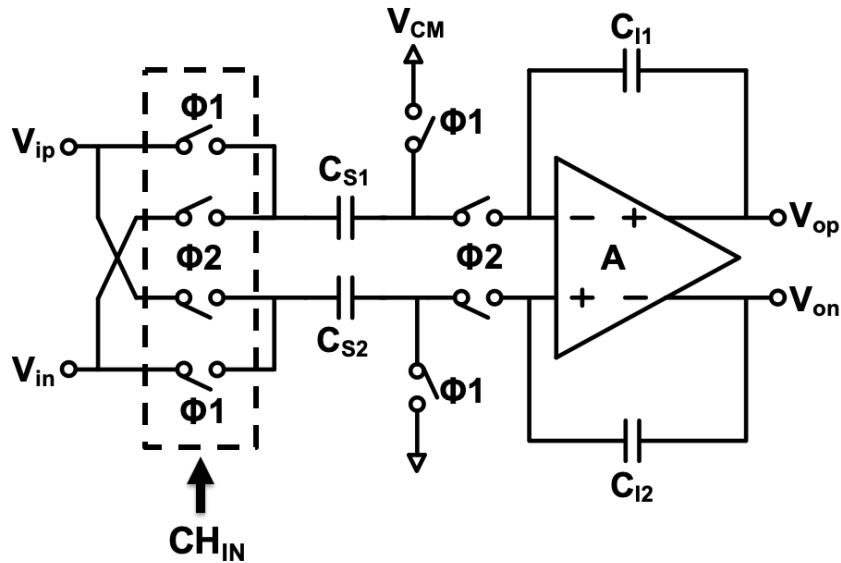 V_CM
C_I1
Φ1
V_ip
Φ1
C_S1
Φ2
Φ2
− +
A
+ −
V_op
V_on
C_S2
V_in
Φ1
Φ1
C_I2
CH_IN